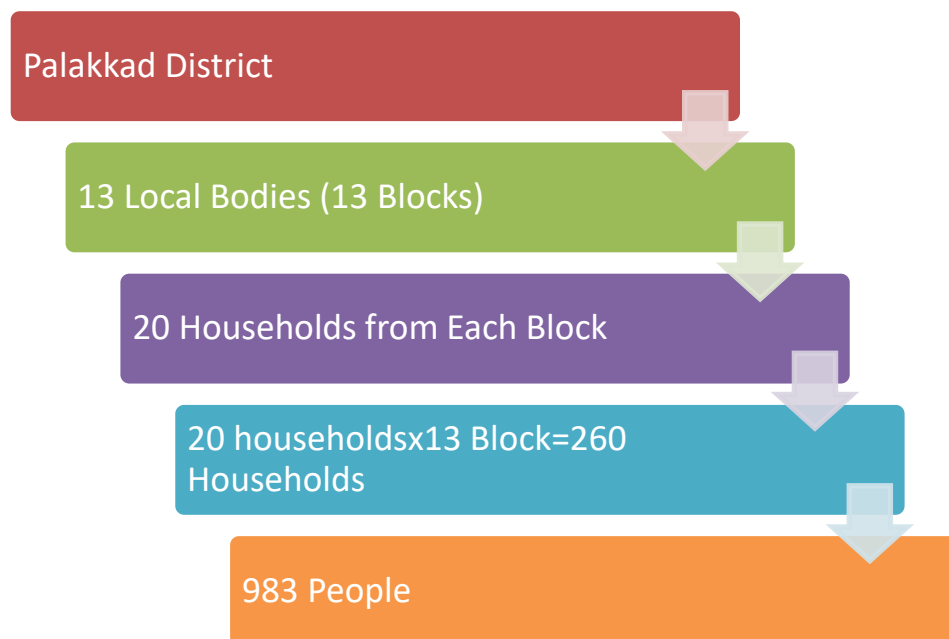 Palakkad District
13 Local Bodies (13 Blocks)
20 Households from Each Block
20 householdsx13 Block=260
Households
983 People